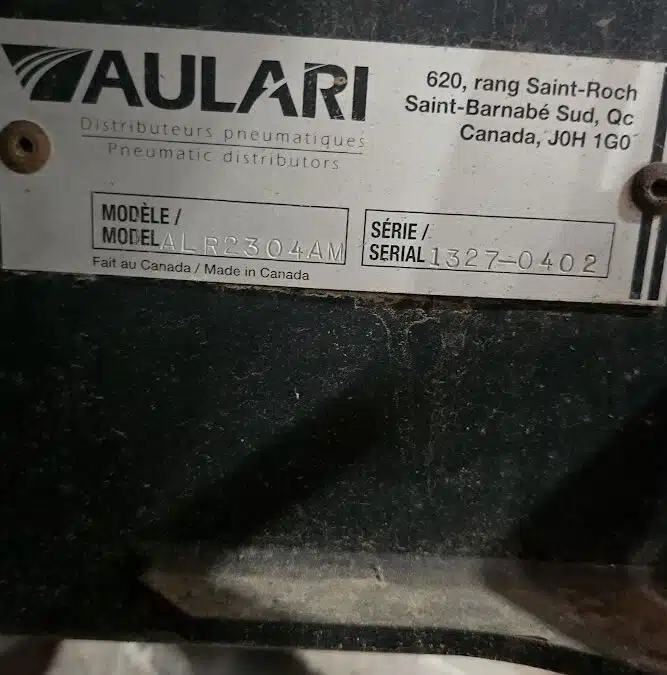 AULARI
Distributeurs pneumatiques
Pneumatic distributors
620, rang Saint-Roch
Saint-Barnabé Sud, Qc
Canada, J0H 1G0
MODÈLE /
MODEL ALR2304AM
Fait au Canada / Made in Canada
SÉRIE /
SERIAL 1327-0402